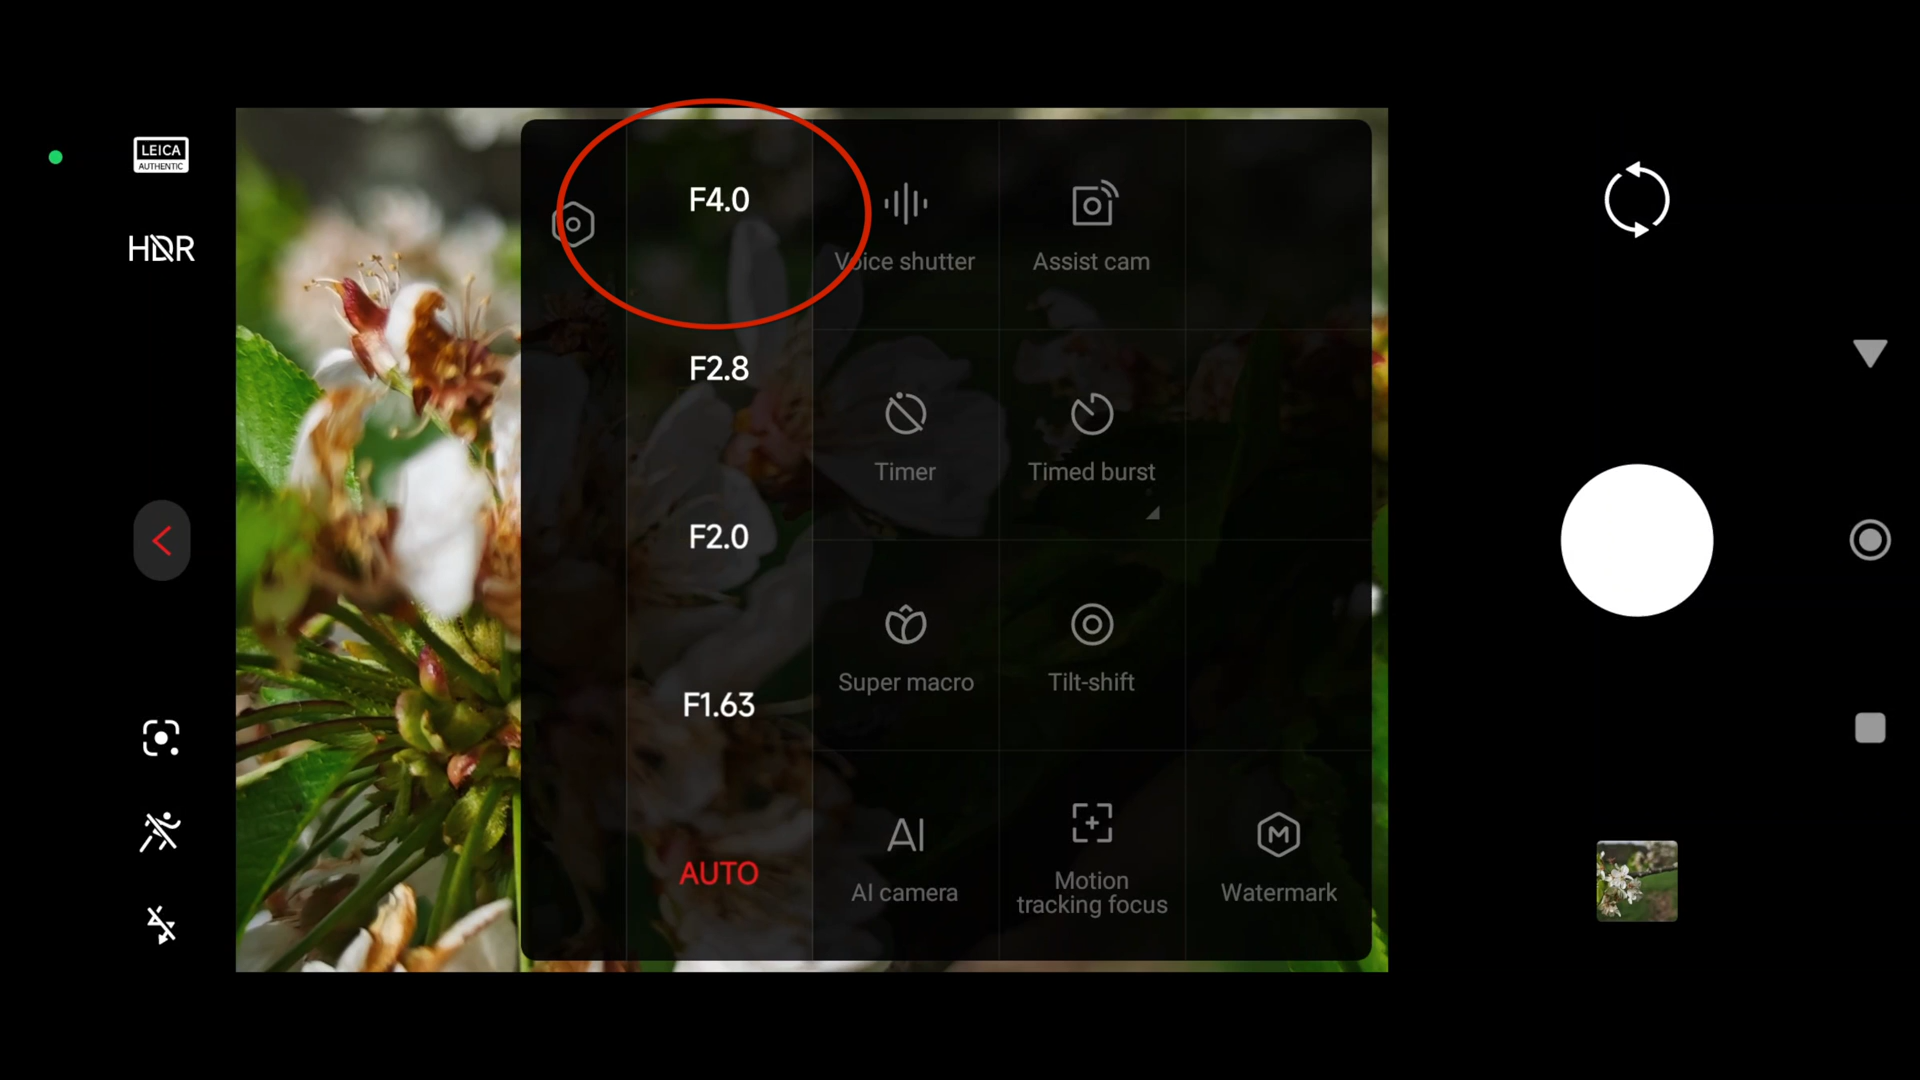 LEICA
AUTHENTIC
HDR
F4.0
F2.8
F2.0
F1.63
AUTO
Voice shutter
Assist cam
Timer
Timed burst
Super macro
Tilt-shift
AI
AI camera
Motion
tracking focus
M
Watermark